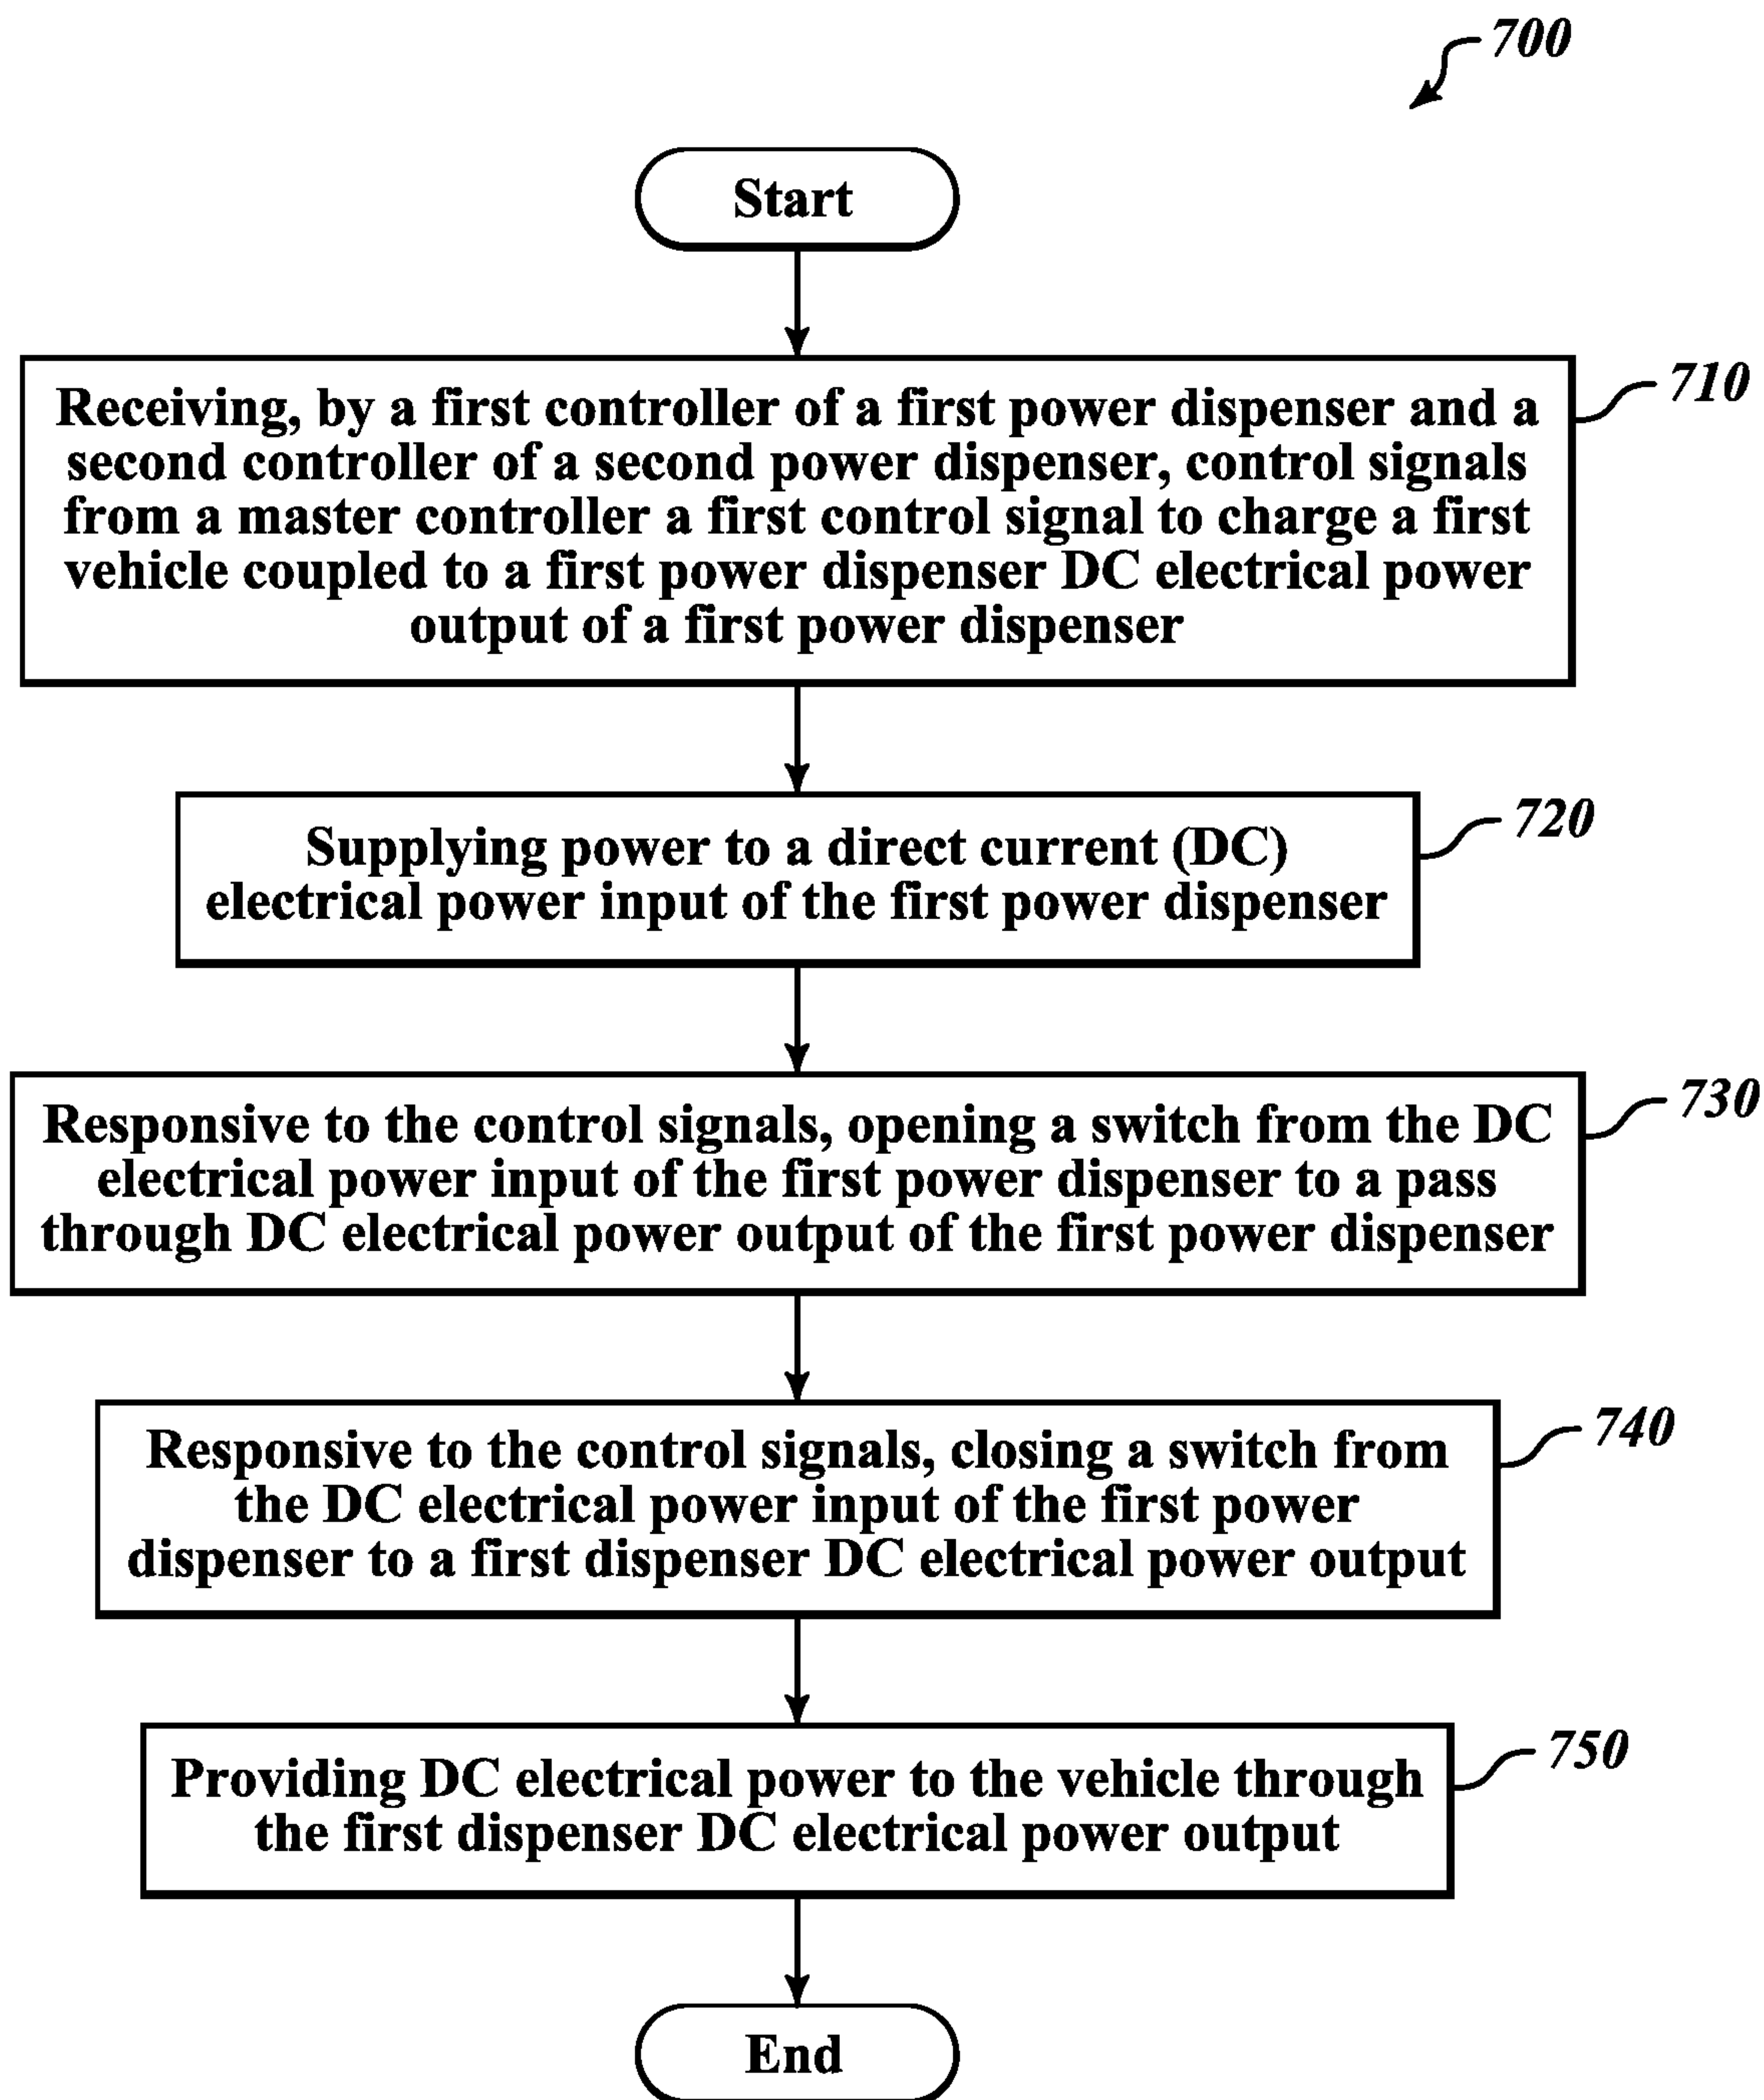 700
Start
Receiving, by a first controller of a first power dispenser and a
second controller of a second power dispenser, control signals
from a master controller a first control signal to charge a first
vehicle coupled to a first power dispenser DC electrical power
output of a first power dispenser
710
Supplying power to a direct current (DC)
electrical power input of the first power dispenser
720
Responsive to the control signals, opening a switch from the DC
electrical power input of the first power dispenser to a pass
through DC electrical power output of the first power dispenser
730
Responsive to the control signals, closing a switch from
the DC electrical power input of the first power
dispenser to a first dispenser DC electrical power output
740
Providing DC electrical power to the vehicle through
the first dispenser DC electrical power output
750
End